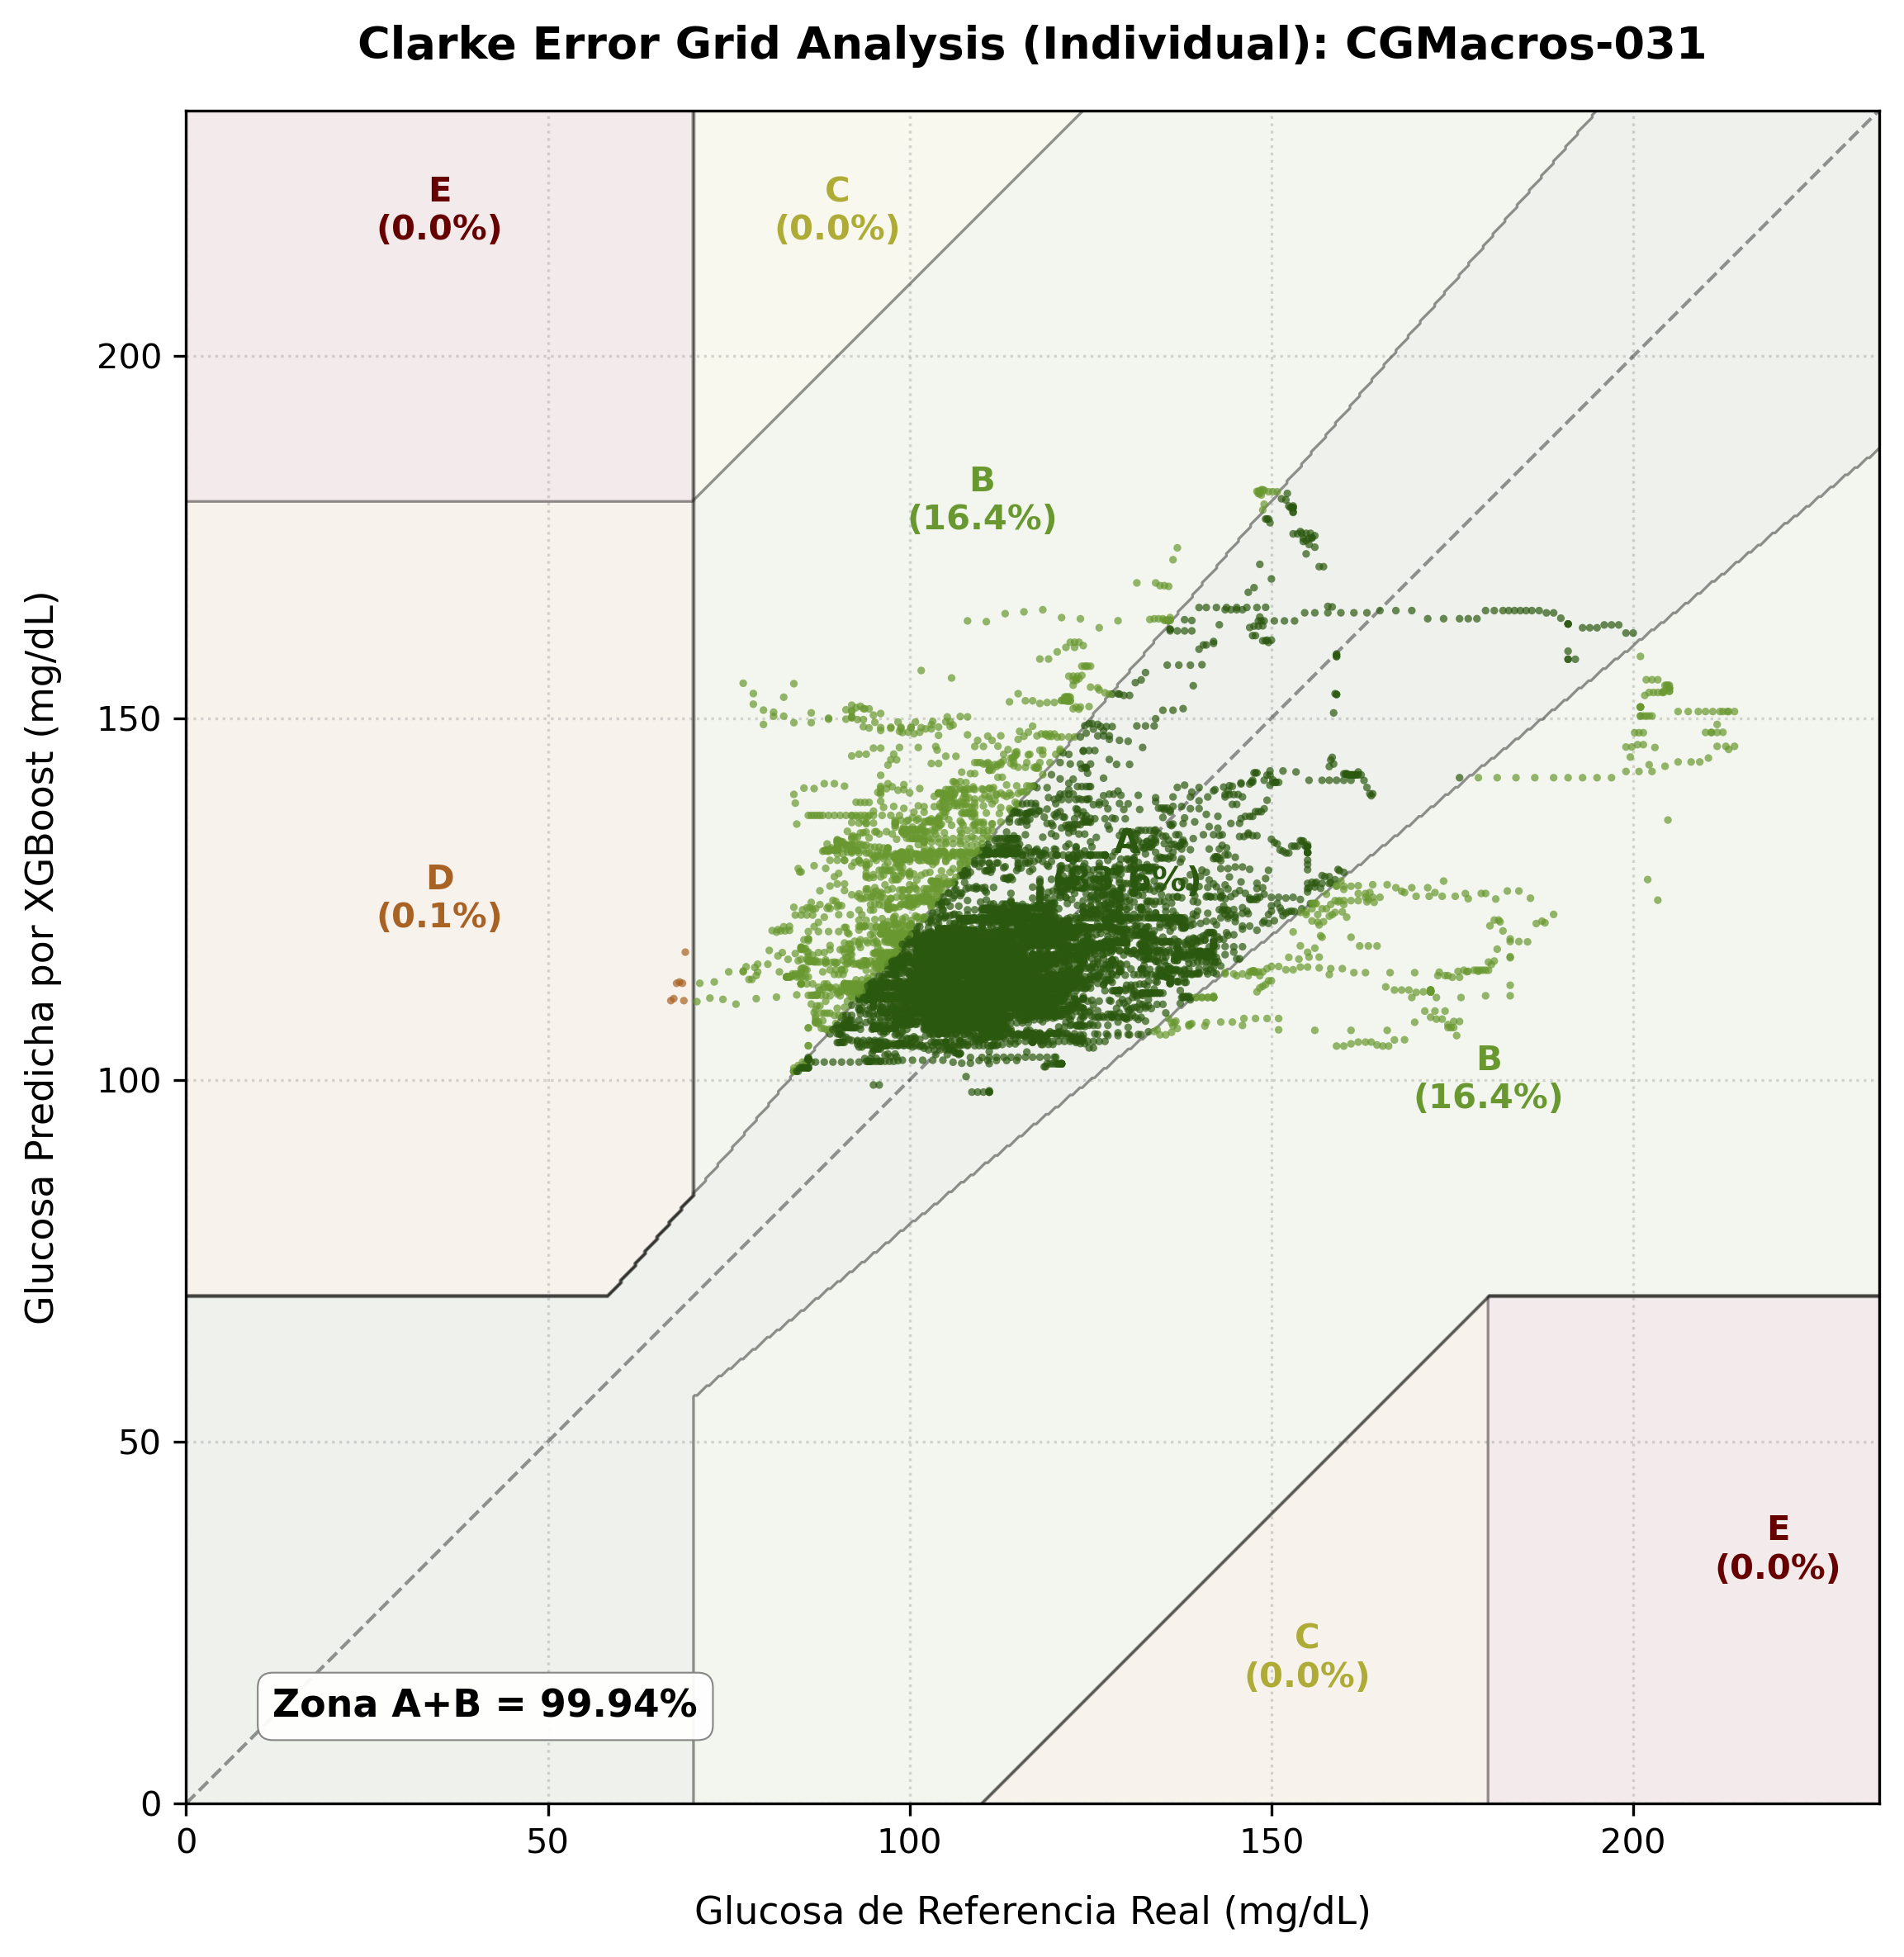 Clarke Error Grid Analysis (Individual): CGMacros-031
Glucosa Predicha por XGBoost (mg/dL)
200
150
100
50
0
E
(0.0%)
C
(0.0%)
B
(16.4%)
D
(0.1%)
A
B
(16.4%)
E
(0.0%)
C
(0.0%)
Zona A+B = 99.94%
0
50
100
150
200
Glucosa de Referencia Real (mg/dL)